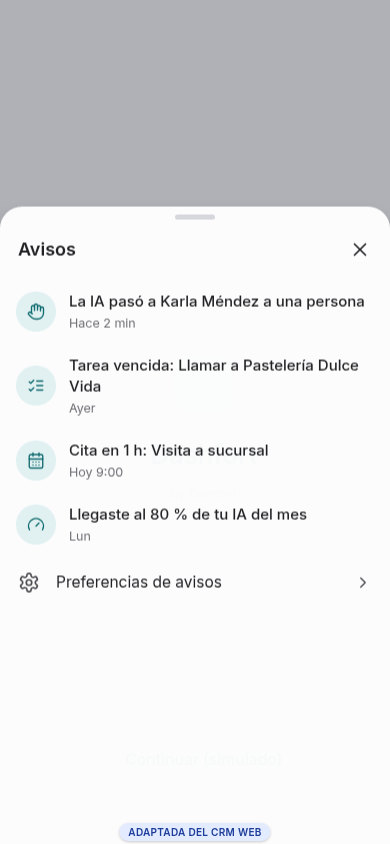 Avisos
La IA pasó a Karla Méndez a una persona
Hace 2 min
Tarea vencida: Llamar a Pastelería Dulce
Vida
Ayer
Cita en 1 h: Visita a sucursal
Hoy 9:00
Llegaste al 80 % de tu IA del mes
Lun
Preferencias de avisos
ADAPTADA DEL CRM WEB